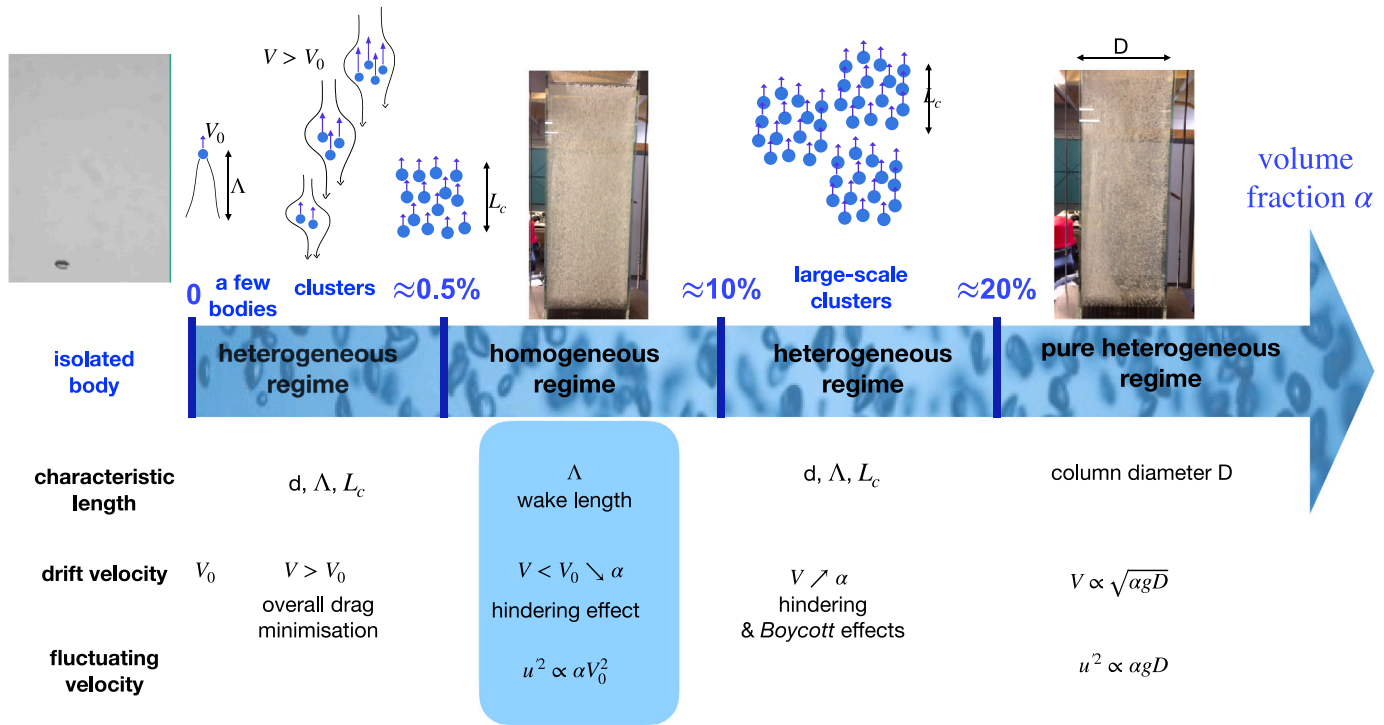 D
V > V₀
V₀
Λ
L_c
L_c
volume
fraction α
0
a few
bodies
clusters
≈0.5%
≈10%
large-scale
clusters
≈20%
isolated
body
heterogeneous
regime
homogeneous
regime
heterogeneous
regime
pure heterogeneous
regime
characteristic
length
d, Λ, L_c
Λ
wake length
d, Λ, L_c
column diameter D
drift velocity
V₀
V > V₀
overall drag
minimisation
V < V₀ ↘ α
hindering effect
V ↗ α
hindering
& Boycott effects
V ∝ √αgD
fluctuating
velocity
u′² ∝ αV₀²
u′² ∝ αgD